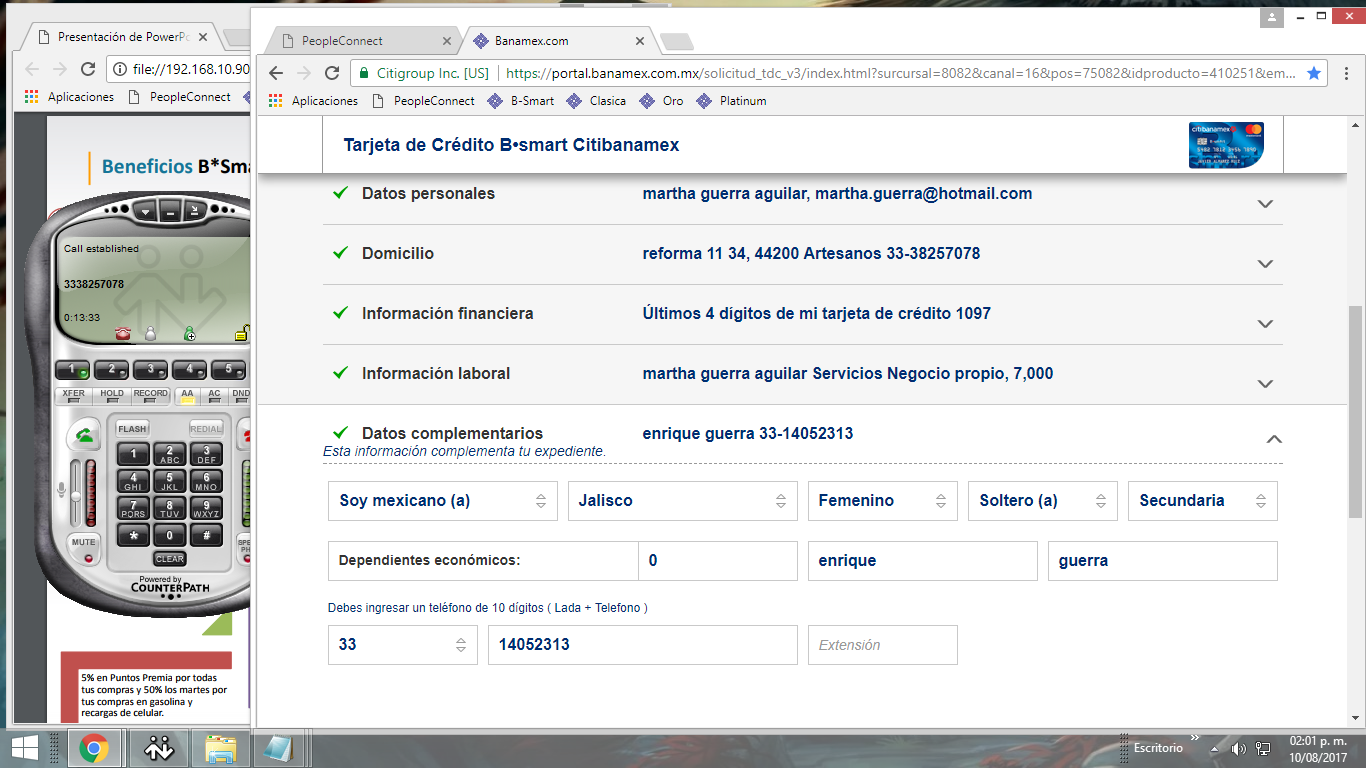 Presentación de PowerP
PeopleConnect
Banamex.com
file://192.168.10.90
Citigroup Inc. [US]
https://portal.banamex.com.mx/solicitud_tdc_v3/index.html?surcursal=8082&canal=16&pos=75082&idproducto=410251&em...
Aplicaciones
PeopleConnect
Aplicaciones
PeopleConnect
B-Smart
Clasica
Oro
Platinum
Beneficios B*Sma
Tarjeta de Crédito B•smart Citibanamex
citibanamex
Datos personales
martha guerra aguilar, martha.guerra@hotmail.com
Domicilio
reforma 11 34, 44200 Artesanos 33-38257078
Información financiera
Últimos 4 dígitos de mi tarjeta de crédito 1097
Información laboral
martha guerra aguilar Servicios Negocio propio, 7,000
Datos complementarios
enrique guerra 33-14052313
Esta información complementa tu expediente.
Soy mexicano (a)
Jalisco
Femenino
Soltero (a)
Secundaria
Dependientes económicos:
0
enrique
guerra
Debes ingresar un teléfono de 10 dígitos ( Lada + Telefono )
33
14052313
Extensión
Call established
3338257078
0:13:33
1 2 3 4 5
XFER HOLD RECORD AA AC DND
FLASH REDIAL
1 2 ABC 3 DEF
4 GHI 5 JKL 6 MNO
7 PQRS 8 TUV 9 WXYZ
* 0 #
MUTE
CLEAR
SPE
PH
Powered by
COUNTERPATH
5% en Puntos Premia por todas
tus compras y 50% los martes por
tus compras en gasolina y
recargas de celular.
Escritorio
02:01 p. m.
10/08/2017